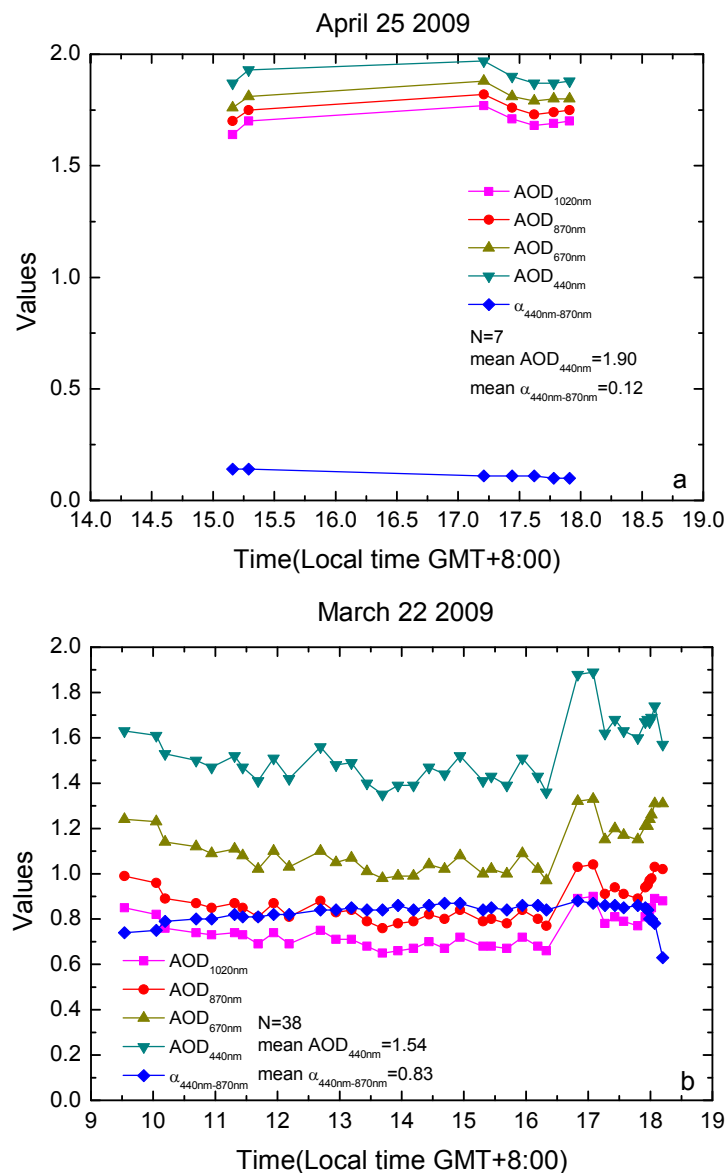 April 25 2009
2.0
1.5
1.0
0.5
0.0
Values
AOD1020nm
AOD870nm
AOD670nm
AOD440nm
α440nm-870nm
N=7
mean AOD440nm=1.90
mean α440nm-870nm=0.12
a
14.0 14.5 15.0 15.5 16.0 16.5 17.0 17.5 18.0 18.5 19.0
Time(Local time GMT+8:00)
March 22 2009
2.0
1.8
1.6
1.4
1.2
1.0
0.8
0.6
0.4
0.2
0.0
Values
AOD1020nm
AOD870nm
AOD670nm N=38
AOD440nm mean AOD440nm=1.54
α440nm-870nm mean α440nm-870nm=0.83
b
9 10 11 12 13 14 15 16 17 18 19
Time(Local time GMT+8:00)